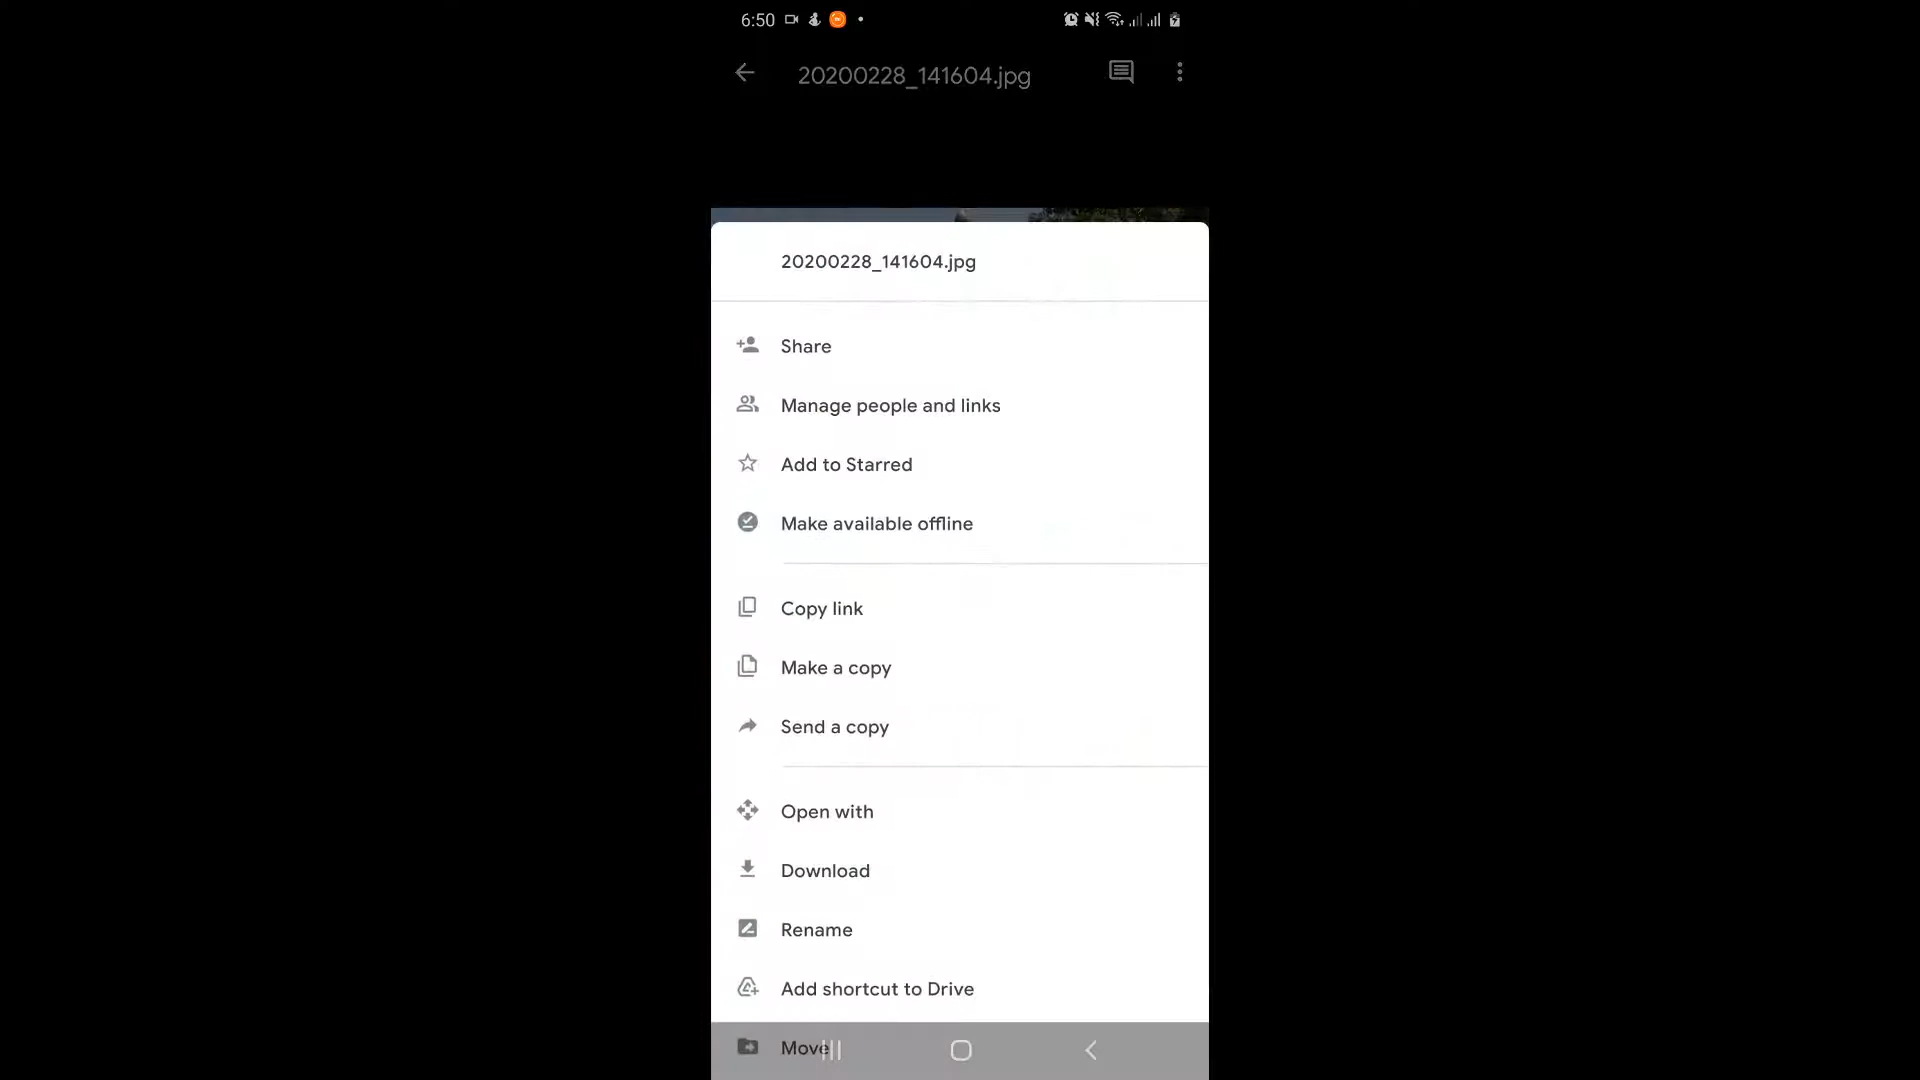 6:50
20200228_141604.jpg
20200228_141604.jpg
Share
Manage people and links
Add to Starred
Make available offline
Copy link
Make a copy
Send a copy
Open with
Download
Rename
Add shortcut to Drive
Move